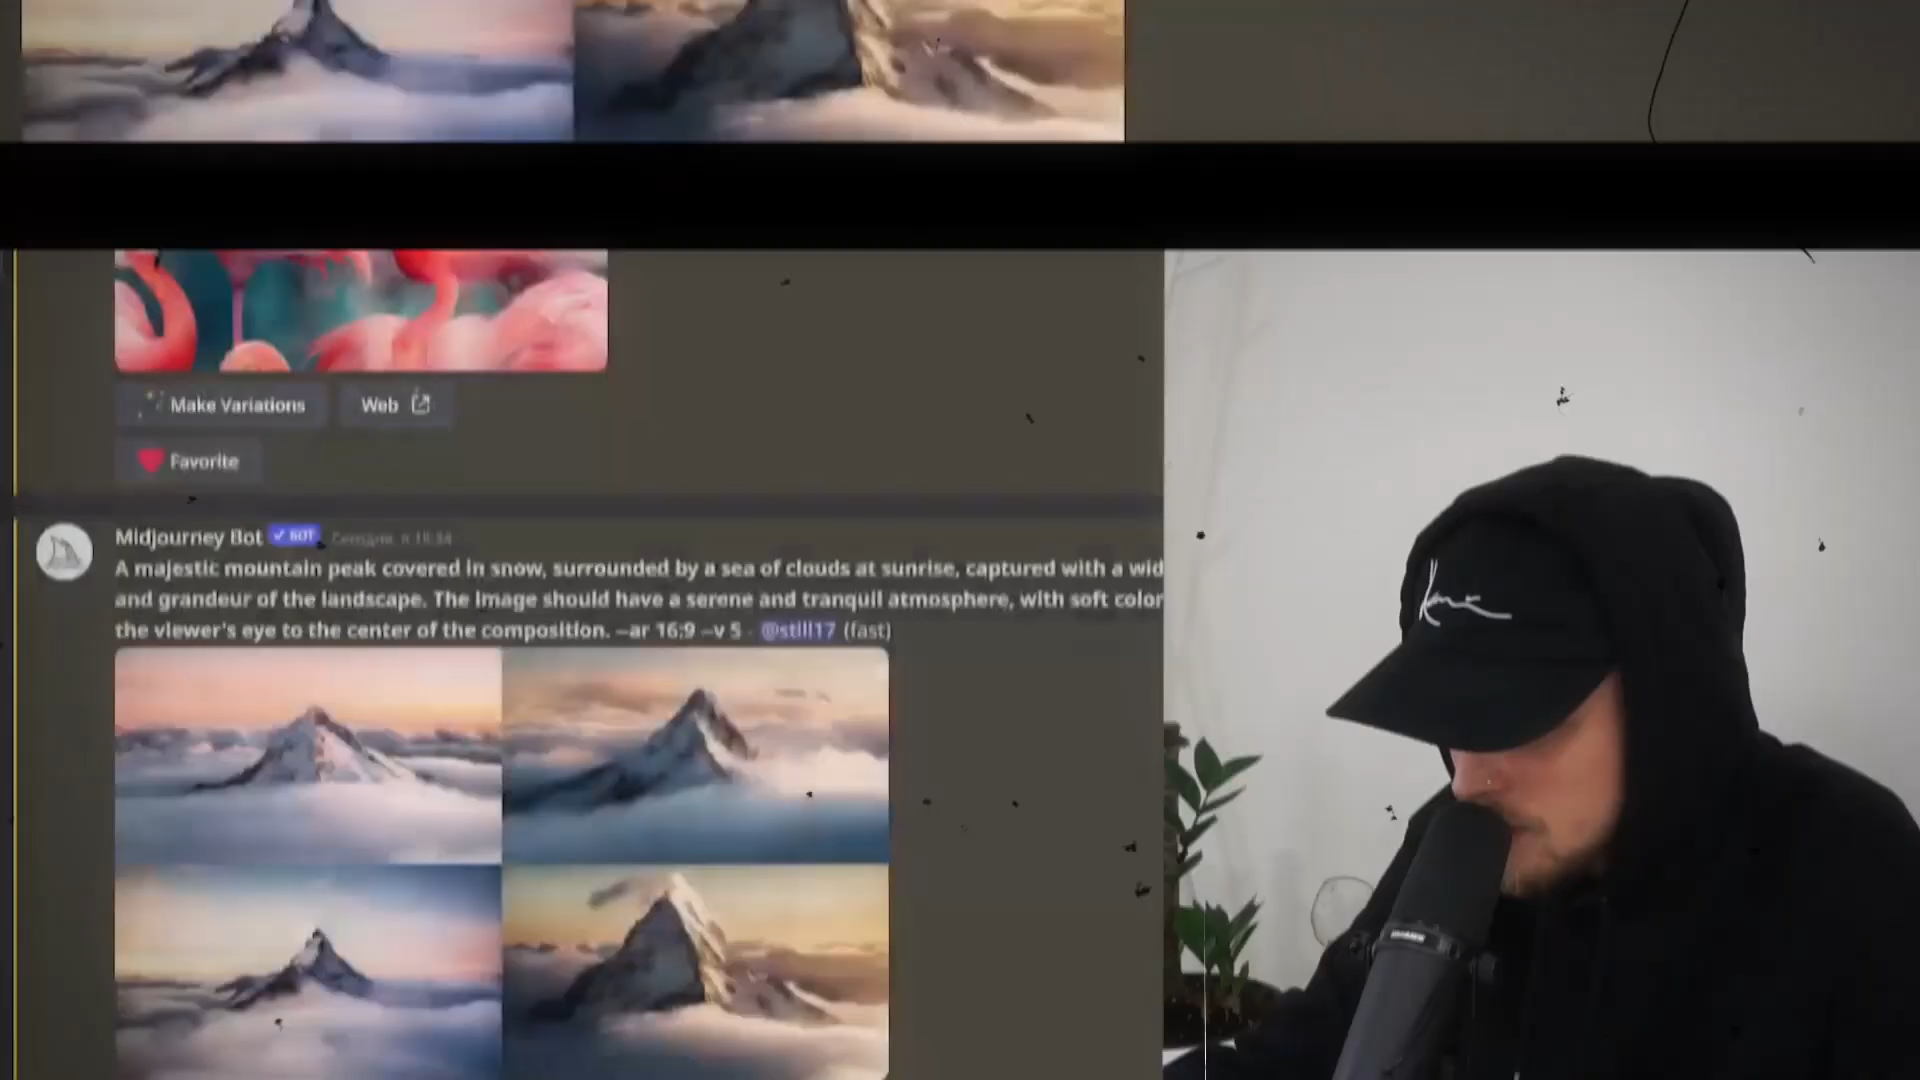 Make Variations
Web
Favorite
Midjourney Bot ✓ BOT
A majestic mountain peak covered in snow, surrounded by a sea of clouds at sunrise, captured with a wid
and grandeur of the landscape. The image should have a serene and tranquil atmosphere, with soft color
the viewer's eye to the center of the composition. --ar 16:9 --v 5 - @still17 (fast)